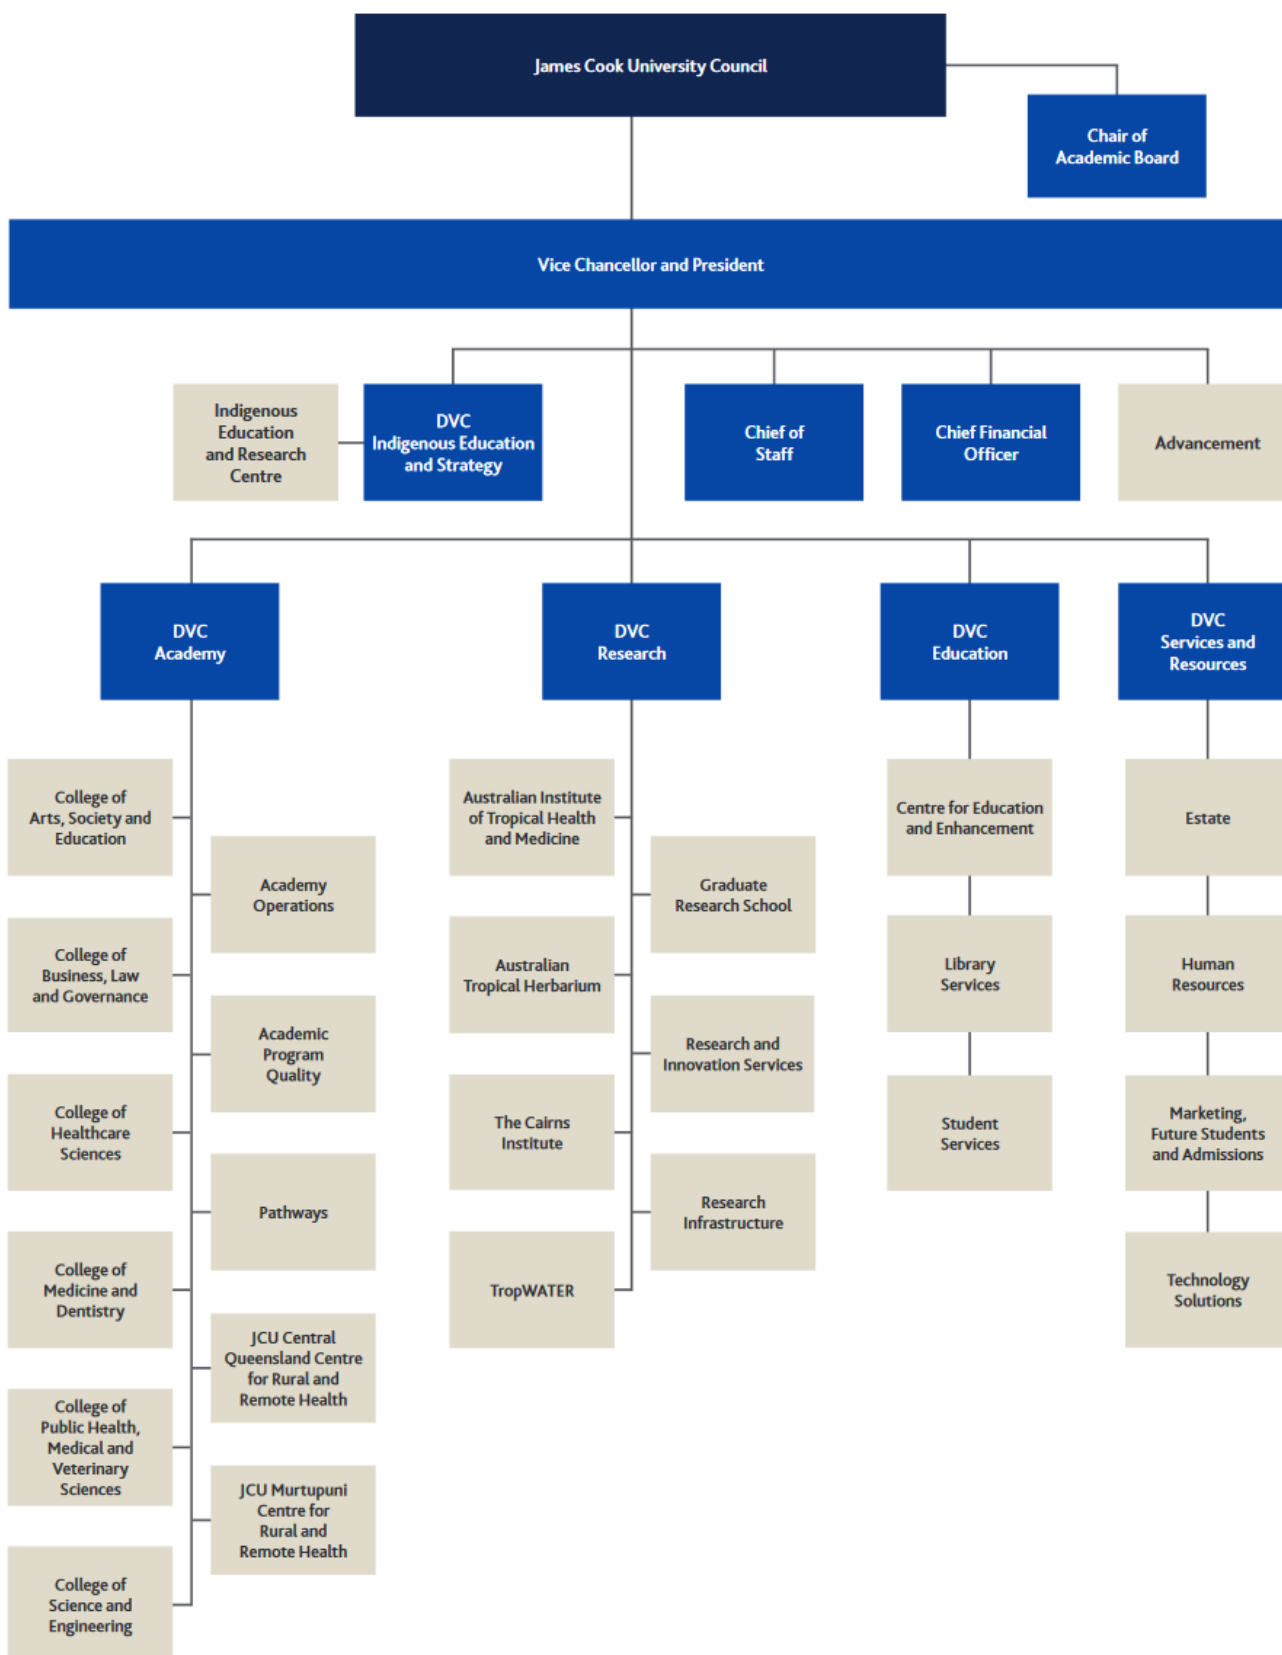 James Cook University Council
Chair of
Academic Board
Vice Chancellor and President
Indigenous
Education
and Research
Centre
DVC
Indigenous Education
and Strategy
Chief of
Staff
Chief Financial
Officer
Advancement
DVC
Academy
DVC
Research
DVC
Education
DVC
Services and
Resources
College of
Arts, Society and
Education
Academy
Operations
College of
Business, Law
and Governance
Academic
Program
Quality
College of
Healthcare
Sciences
Pathways
College of
Medicine and
Dentistry
JCU Central
Queensland Centre
for Rural and
Remote Health
College of
Public Health,
Medical and
Veterinary
Sciences
JCU Murtupuni
Centre for
Rural and
Remote Health
College of
Science and
Engineering
Australian Institute
of Tropical Health
and Medicine
Graduate
Research School
Australian
Tropical Herbarium
Research and
Innovation Services
The Cairns
Institute
Research
Infrastructure
TropWATER
Centre for Education
and Enhancement
Library
Services
Student
Services
Estate
Human
Resources
Marketing,
Future Students
and Admissions
Technology
Solutions